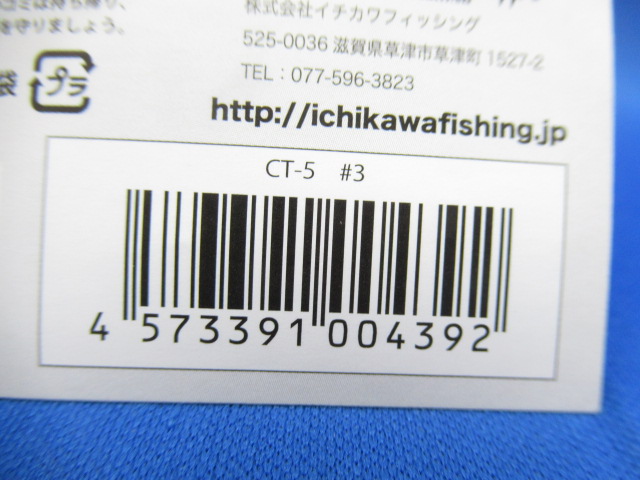 ゴミは持ち帰り、
を守りましょう。
袋 プラ
株式会社イチカワフィッシング
525-0036 滋賀県草津市草津町 1527-2
TEL：077-596-3823
http://ichikawafishing.jp
CT-5 #3
4 573391 004392